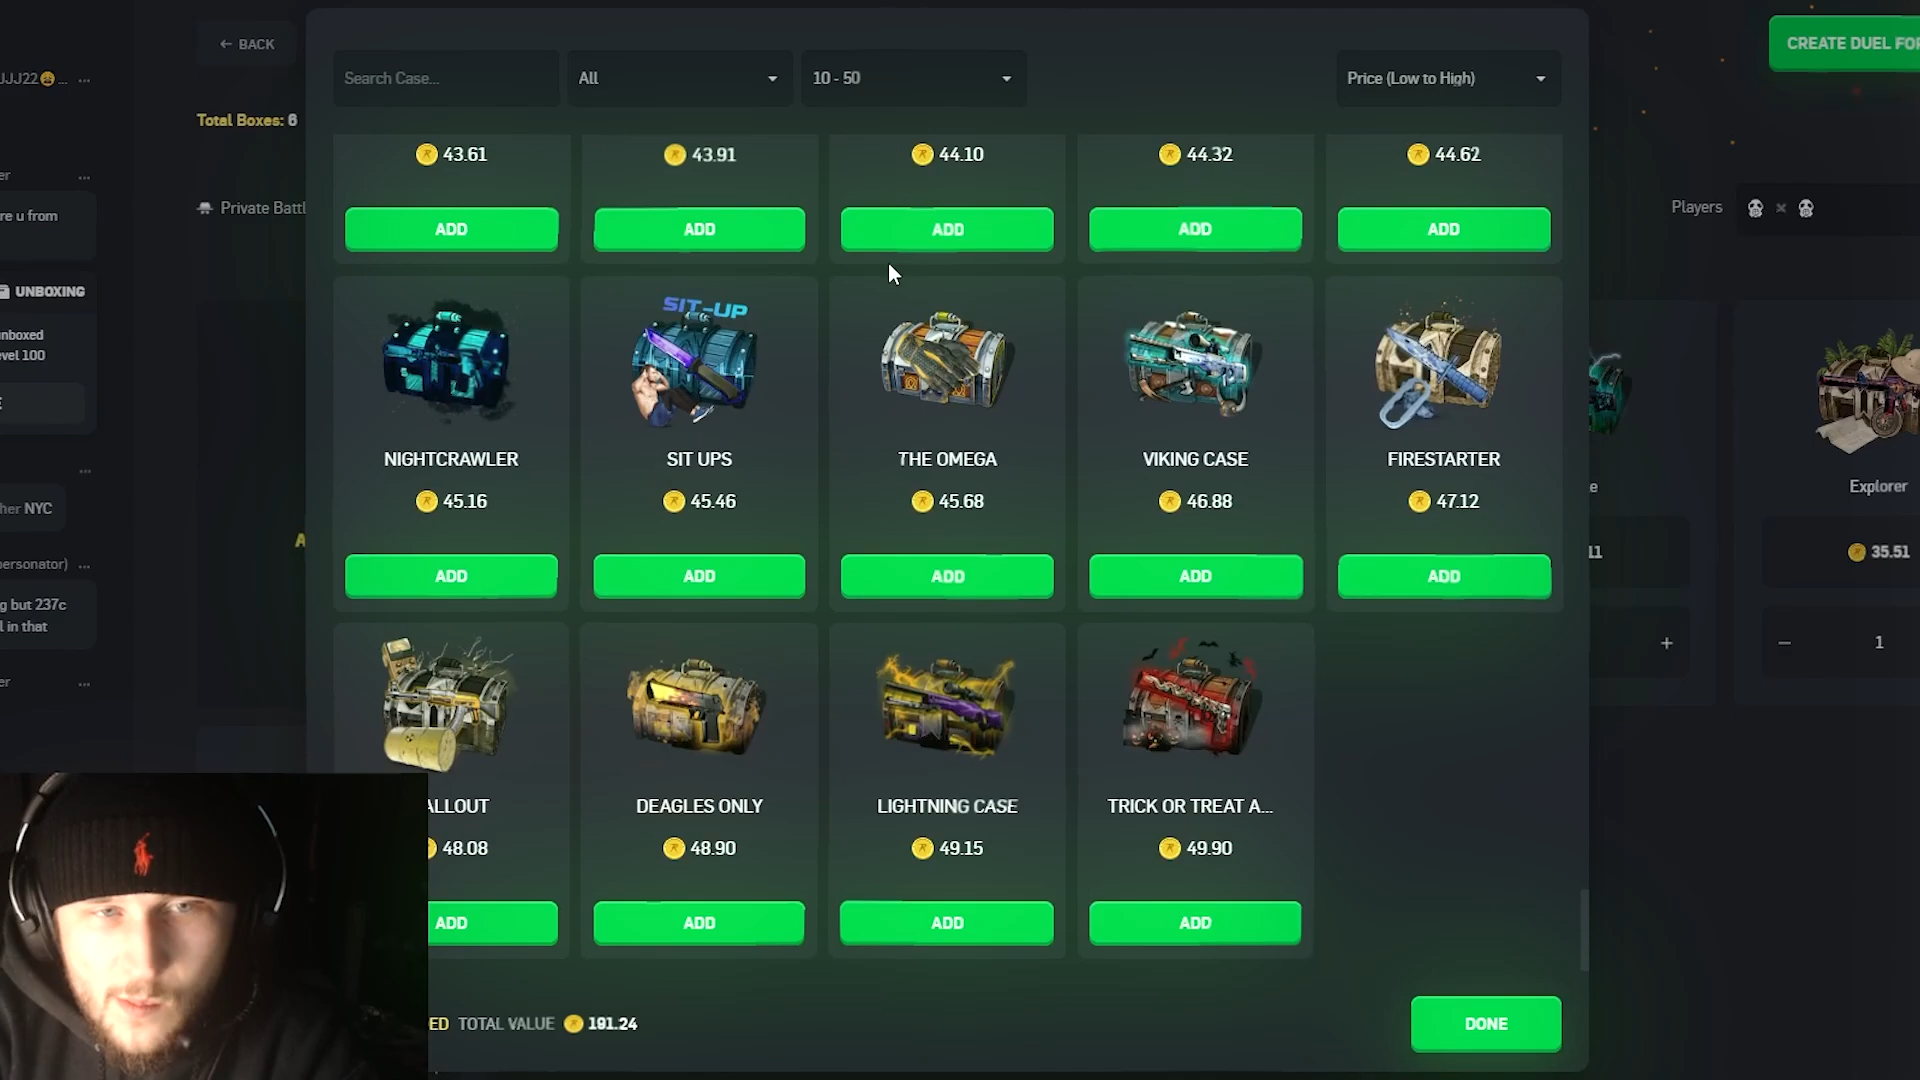 ← BACK
Search Case...
All
10 - 50
Price (Low to High)
CREATE DUEL FOR
JJJ22😩... ...
Total Boxes: 6
43.61
43.91
44.10
44.32
44.62
er ...
Private Battl
Players
re u from
ADD
ADD
ADD
ADD
ADD
UNBOXING
nboxed
evel 100
SIT-UP
E
NIGHTCRAWLER
SIT UPS
THE OMEGA
VIKING CASE
FIRESTARTER
e
Explorer
45.16
45.46
45.68
46.88
47.12
her NYC
A
11
35.51
ersonator) ...
ADD
ADD
ADD
ADD
ADD
g but 237c
l in that
+
−
1
er ...
ALLOUT
DEAGLES ONLY
LIGHTNING CASE
TRICK OR TREAT A...
48.08
48.90
49.15
49.90
ADD
ADD
ADD
ADD
ED TOTAL VALUE 191.24
DONE